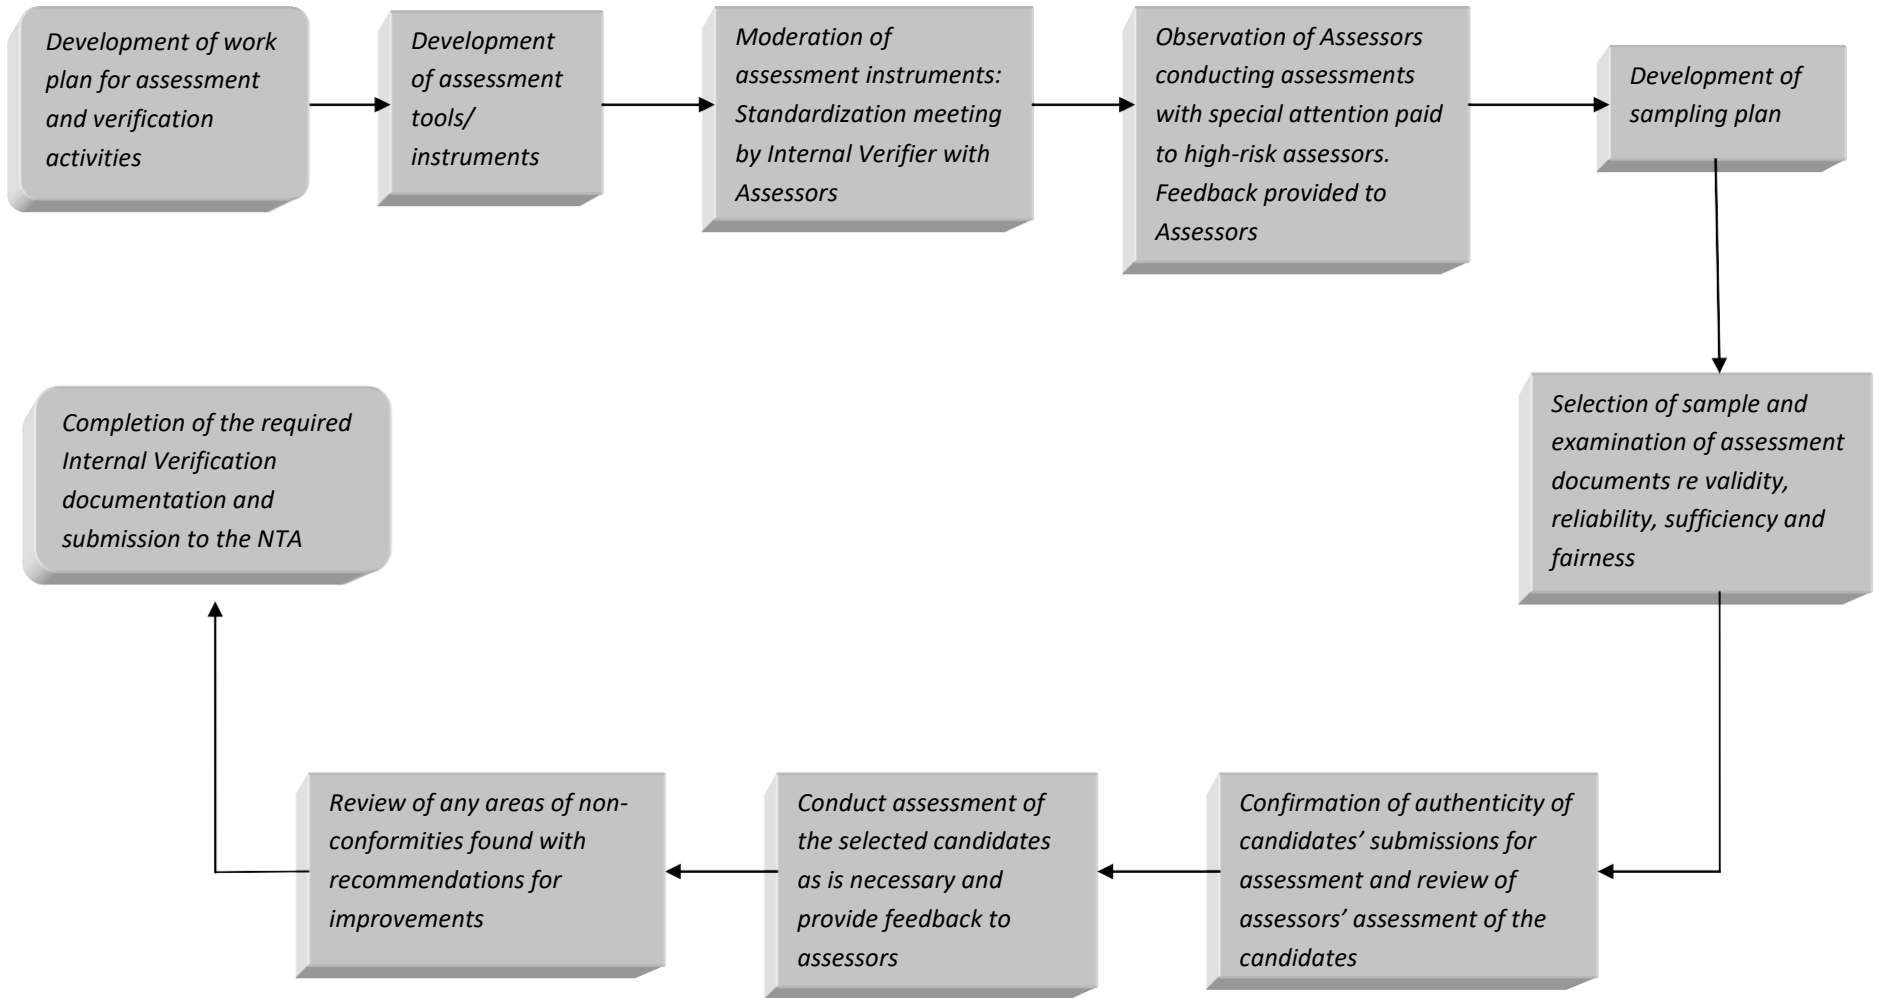 Development of work
plan for assessment
and verification
activities
Development
of assessment
tools/
instruments
Moderation of
assessment instruments:
Standardization meeting
by Internal Verifier with
Assessors
Observation of Assessors
conducting assessments
with special attention paid
to high-risk assessors.
Feedback provided to
Assessors
Development of
sampling plan
Selection of sample and
examination of assessment
documents re validity,
reliability, sufficiency and
fairness
Confirmation of authenticity of
candidates’ submissions for
assessment and review of
assessors’ assessment of the
candidates
Conduct assessment of
the selected candidates
as is necessary and
provide feedback to
assessors
Review of any areas of non-
conformities found with
recommendations for
improvements
Completion of the required
Internal Verification
documentation and
submission to the NTA